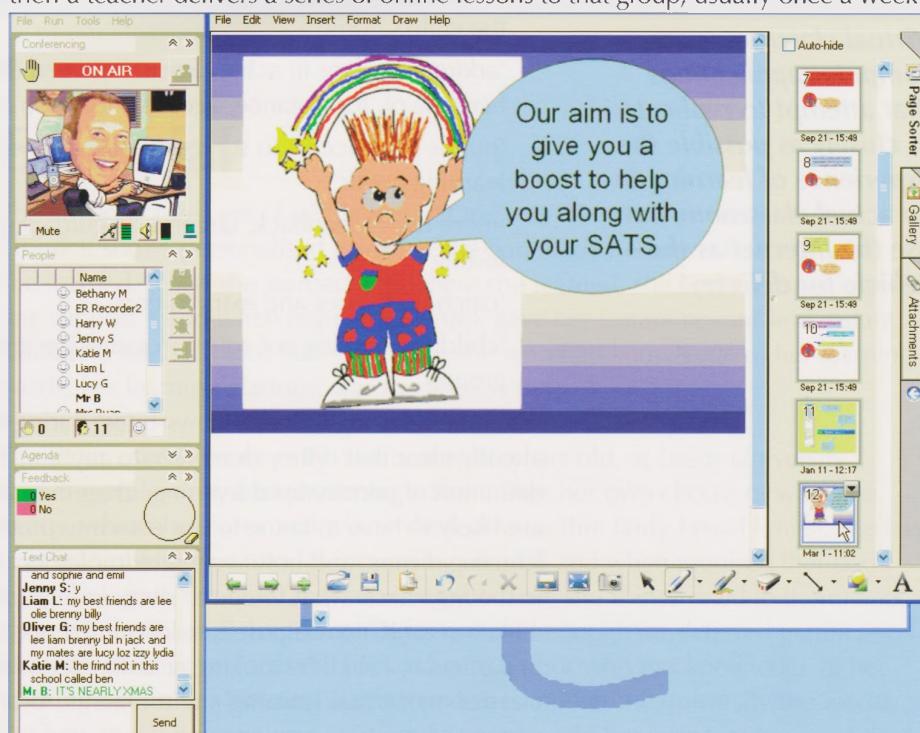 then a teacher delivers a series of online lessons to that group, usually once a week
File Run Tools Help
Conferencing
ON AIR
Mute
People
Name
Bethany M
ER Recorder2
Harry W
Jenny S
Katie M
Liam L
Lucy G
Mr B
Mrs Ruan
0 11
Agenda
Feedback
0 Yes
0 No
Text Chat
and sophie and emil
Jenny S: y
Liam L: my best friends are lee
olie brenny billy
Oliver G: my best friends are
lee liam brenny bil n jack and
my mates are lucy loz izzy lydia
Katie M: the frind not in this
school called ben
Mr B: IT'S NEARLY XMAS
Send
File Edit View Insert Format Draw Help
Our aim is to
give you a
boost to help
you along with
your SATS
A
Auto-hide
7
Sep 21 - 15:49
8
Sep 21 - 15:49
9
Sep 21 - 15:49
10
Sep 21 - 15:49
11
Jan 11 - 12:17
12
Mar 1 - 11:02
Page Sorter
Gallery
Attachments